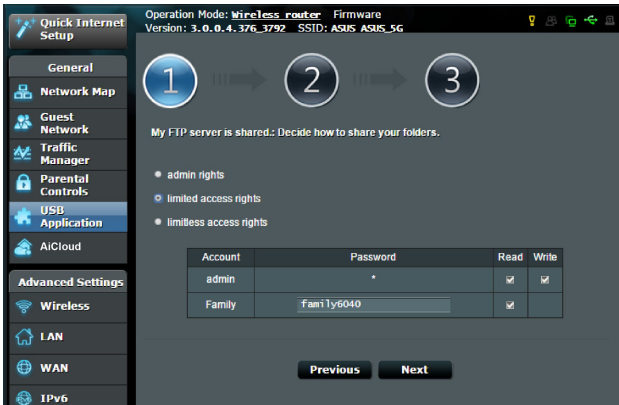 Quick Internet
Setup
Operation Mode: Wireless router Firmware
Version: 3.0.0.4.376_3792 SSID: ASUS ASUS_5G
General
Network Map
Guest
Network
Traffic
Manager
Parental
Controls
USB
Application
AiCloud
Advanced Settings
Wireless
LAN
WAN
IPv6
1
2
3
My FTP server is shared.: Decide how to share your folders.
admin rights
limited access rights
limitless access rights
Account Password Read Write
admin *
Family family6040
Previous Next